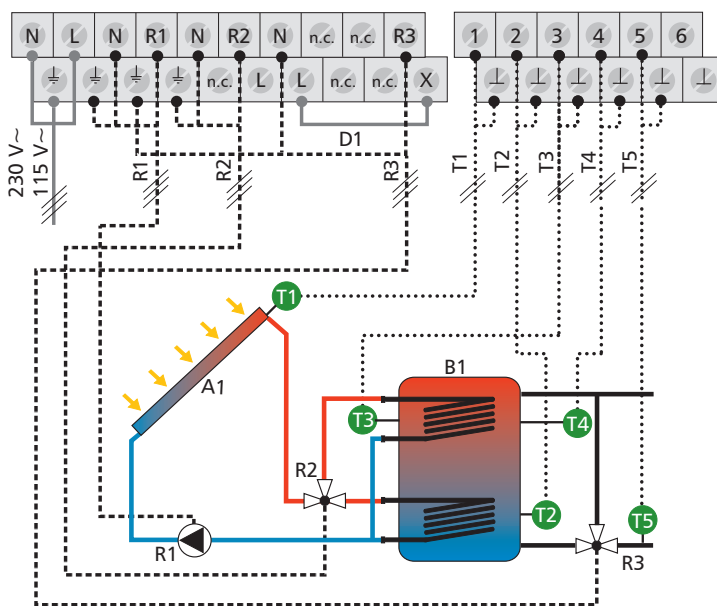 N L N R1 N R2 N n.c. n.c. R3
1 2 3 4 5 6
n.c. L L n.c. n.c. X
D1
230 V~
115 V~
R1
R2
R3
T1
T2
T3
T4
T5
T1
A1
B1
T3
T4
R2
T2
T5
R1
R3